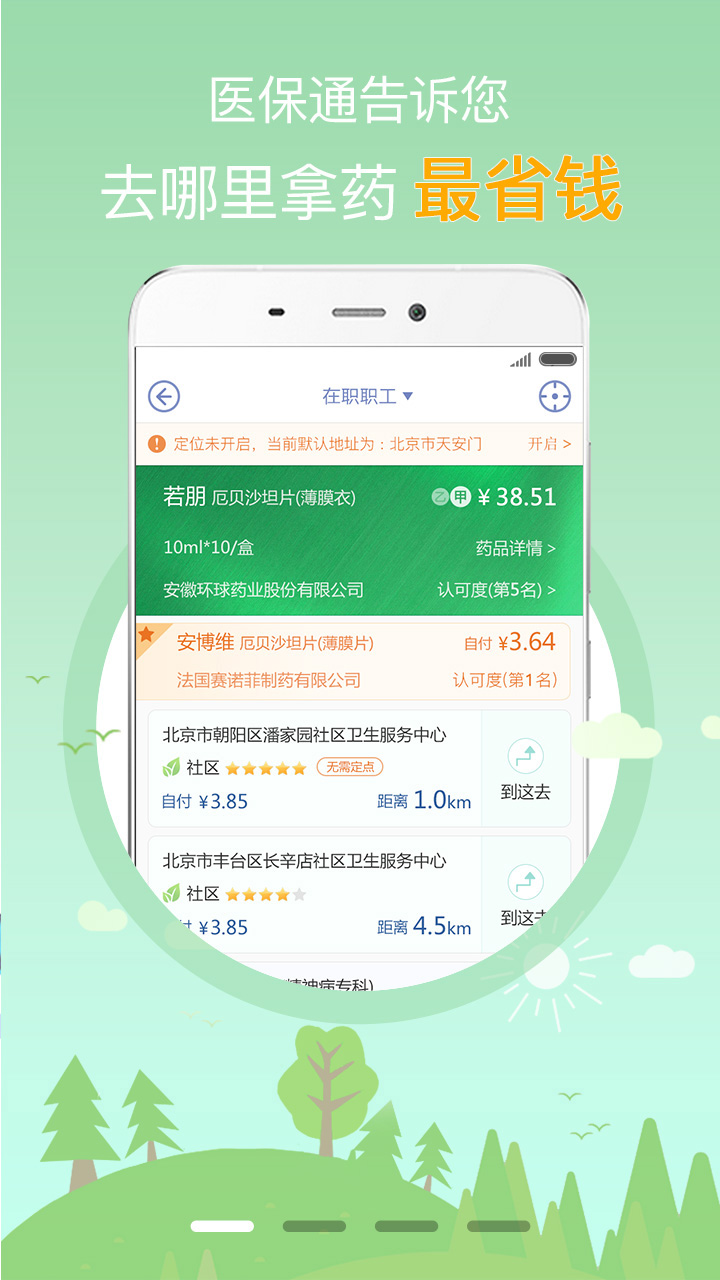 医保通告诉您
去哪里拿药 最省钱
在职职工▼
定位未开启，当前默认地址为：北京市天安门 开启 >
若朋 厄贝沙坦片(薄膜衣) 乙 甲 ¥38.51
10ml*10/盒 药品详情 >
安徽环球药业股份有限公司 认可度(第5名) >
安博维 厄贝沙坦片(薄膜片) 自付 ¥3.64
法国赛诺菲制药有限公司 认可度(第1名)
北京市朝阳区潘家园社区卫生服务中心
社区 无需定点
自付 ¥3.85 距离 1.0km
到这去
北京市丰台区长辛店社区卫生服务中心
社区
付 ¥3.85 距离 4.5km
到这去
精神病专科)